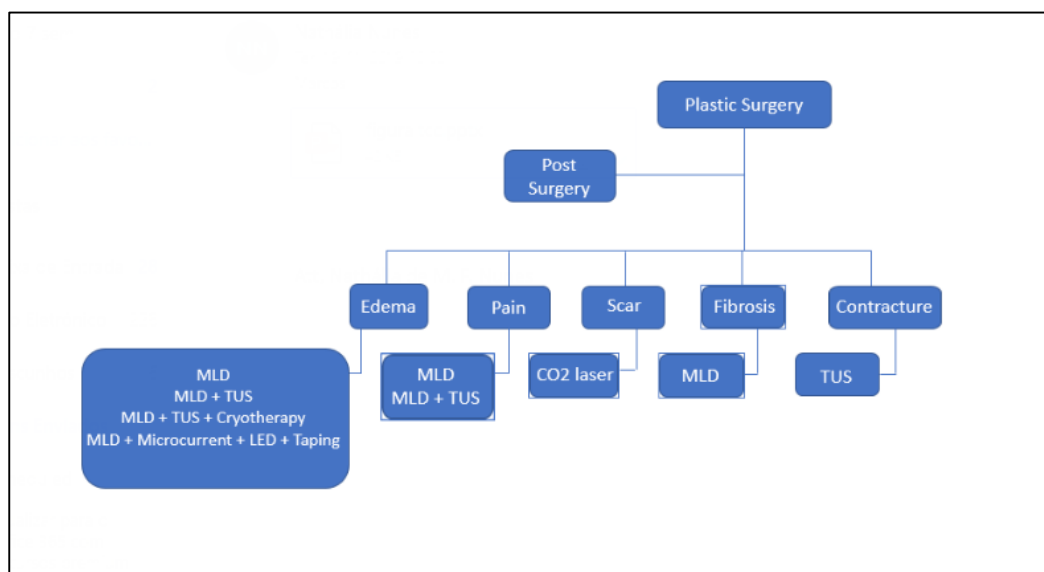 Plastic Surgery
Post
Surgery
Edema
Pain
Scar
Fibrosis
Contracture
MLD
MLD + TUS
MLD + TUS + Cryotherapy
MLD + Microcurrent + LED + Taping
MLD
MLD + TUS
CO2 laser
MLD
TUS